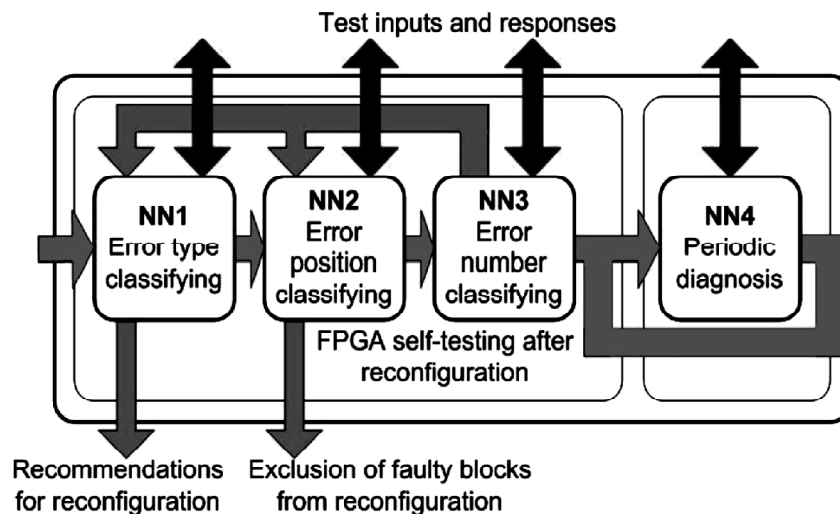 Test inputs and responses
NN1
Error type
classifying
NN2
Error
position
classifying
NN3
Error
number
classifying
NN4
Periodic
diagnosis
FPGA self-testing after
reconfiguration
Recommendations
for reconfiguration
Exclusion of faulty blocks
from reconfiguration